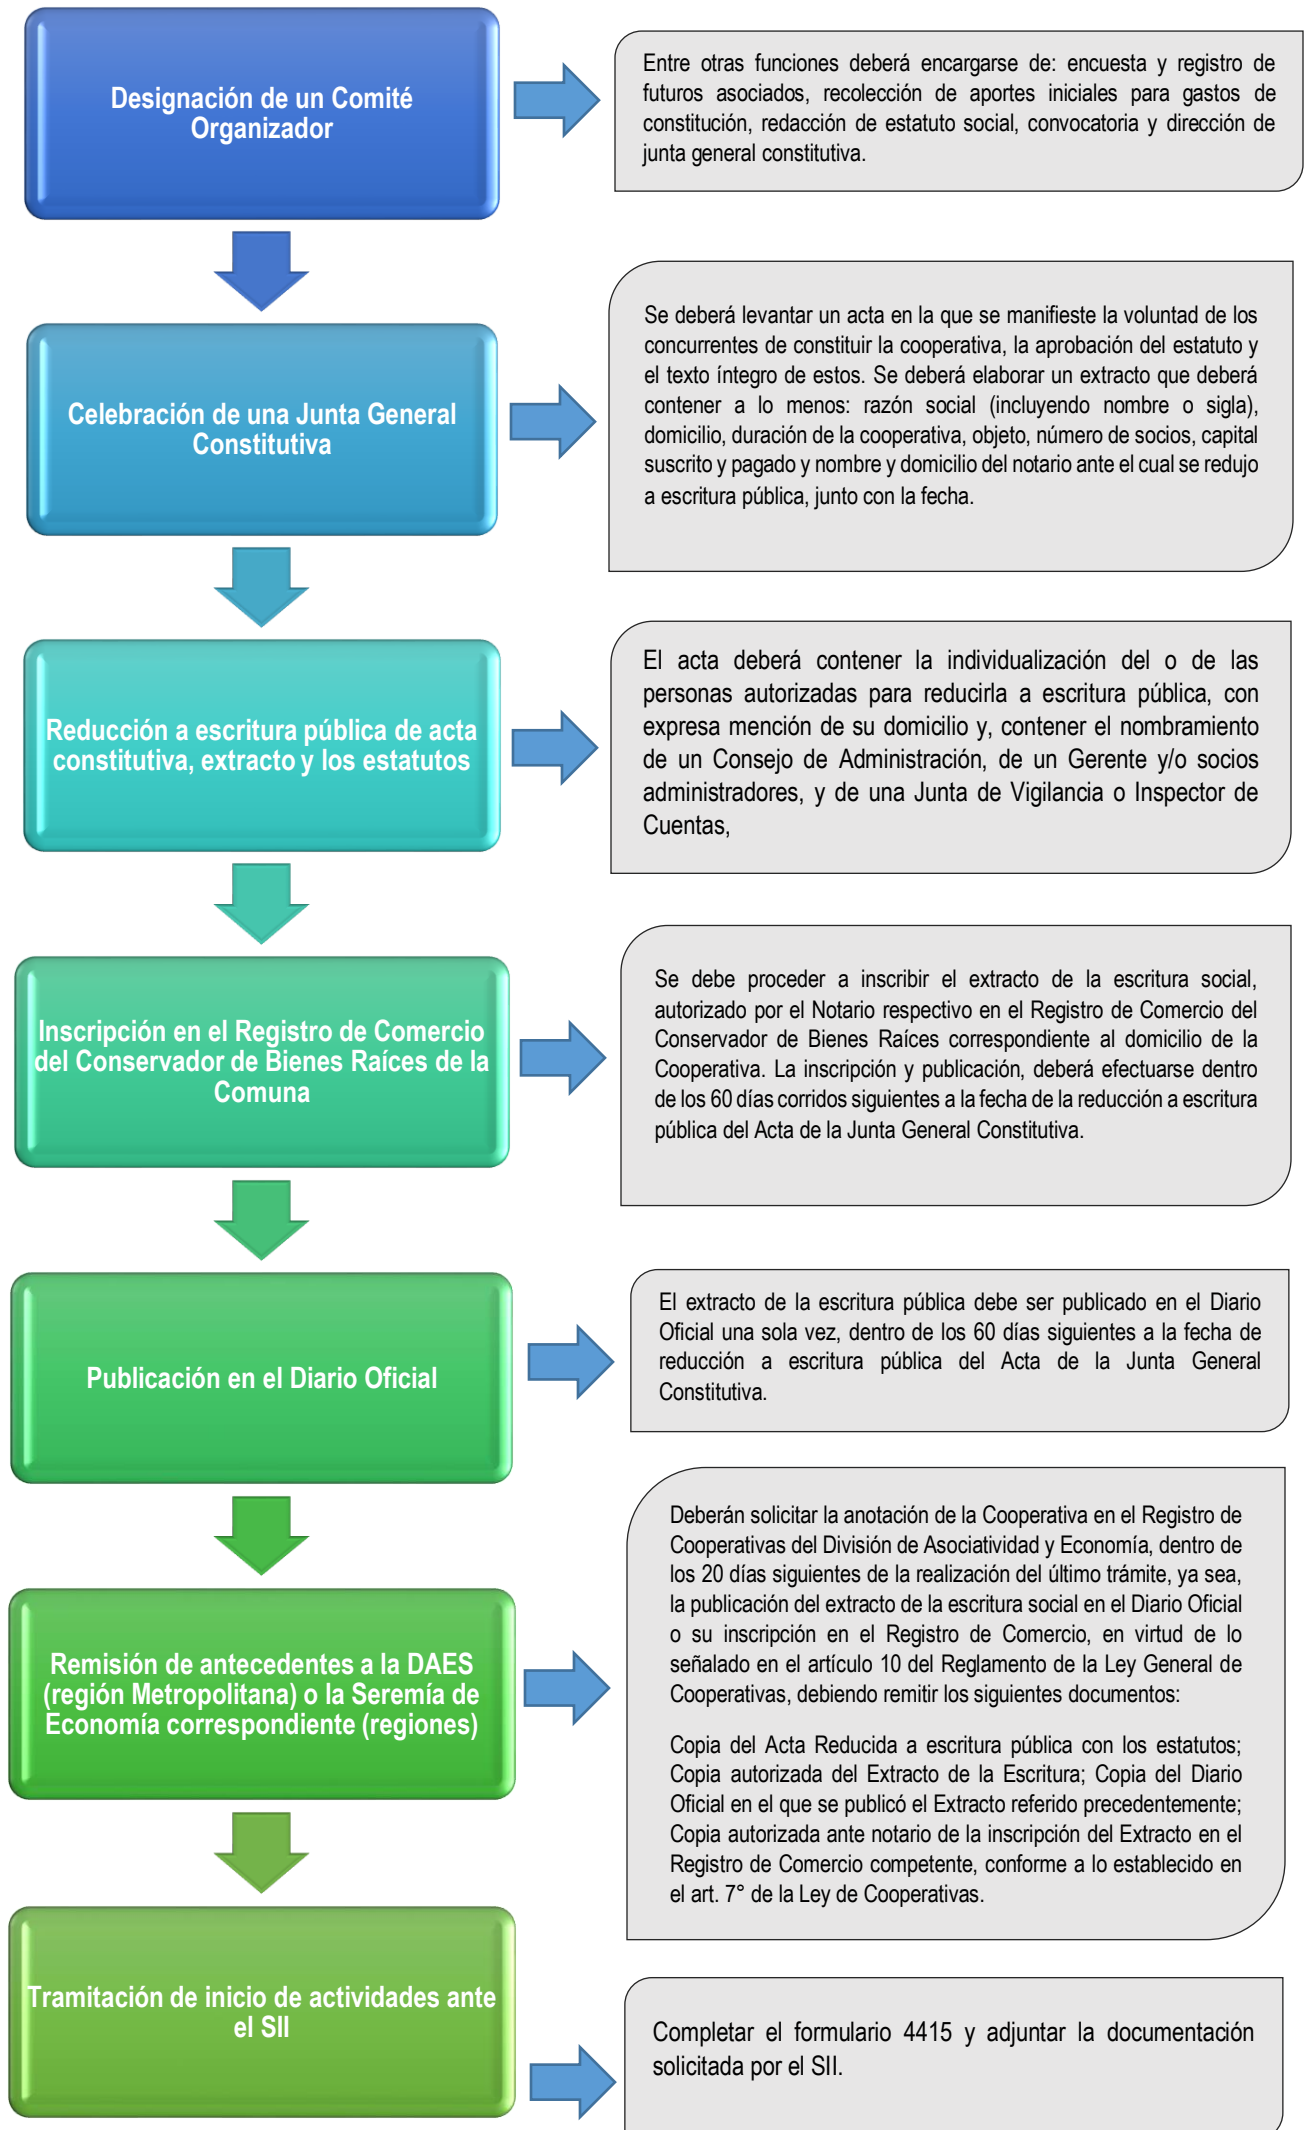 Designación de un Comité
Organizador
Entre otras funciones deberá encargarse de: encuesta y registro de
futuros asociados, recolección de aportes iniciales para gastos de
constitución, redacción de estatuto social, convocatoria y dirección de
junta general constitutiva.
Celebración de una Junta General
Constitutiva
Se deberá levantar un acta en la que se manifieste la voluntad de los
concurrentes de constituir la cooperativa, la aprobación del estatuto y
el texto íntegro de estos. Se deberá elaborar un extracto que deberá
contener a lo menos: razón social (incluyendo nombre o sigla),
domicilio, duración de la cooperativa, objeto, número de socios, capital
suscrito y pagado y nombre y domicilio del notario ante el cual se redujo
a escritura pública, junto con la fecha.
Reducción a escritura pública de acta
constitutiva, extracto y los estatutos
El acta deberá contener la individualización del o de las
personas autorizadas para reducirla a escritura pública, con
expresa mención de su domicilio y, contener el nombramiento
de un Consejo de Administración, de un Gerente y/o socios
administradores, y de una Junta de Vigilancia o Inspector de
Cuentas,
Inscripción en el Registro de Comercio
del Conservador de Bienes Raíces de la
Comuna
Se debe proceder a inscribir el extracto de la escritura social,
autorizado por el Notario respectivo en el Registro de Comercio del
Conservador de Bienes Raíces correspondiente al domicilio de la
Cooperativa. La inscripción y publicación, deberá efectuarse dentro
de los 60 días corridos siguientes a la fecha de la reducción a escritura
pública del Acta de la Junta General Constitutiva.
Publicación en el Diario Oficial
El extracto de la escritura pública debe ser publicado en el Diario
Oficial una sola vez, dentro de los 60 días siguientes a la fecha de
reducción a escritura pública del Acta de la Junta General
Constitutiva.
Remisión de antecedentes a la DAES
(región Metropolitana) o la Seremía de
Economía correspondiente (regiones)
Deberán solicitar la anotación de la Cooperativa en el Registro de
Cooperativas del División de Asociatividad y Economía, dentro de
los 20 días siguientes de la realización del último trámite, ya sea,
la publicación del extracto de la escritura social en el Diario Oficial
o su inscripción en el Registro de Comercio, en virtud de lo
señalado en el artículo 10 del Reglamento de la Ley General de
Cooperativas, debiendo remitir los siguientes documentos:
Copia del Acta Reducida a escritura pública con los estatutos;
Copia autorizada del Extracto de la Escritura; Copia del Diario
Oficial en el que se publicó el Extracto referido precedentemente;
Copia autorizada ante notario de la inscripción del Extracto en el
Registro de Comercio competente, conforme a lo establecido en
el art. 7° de la Ley de Cooperativas.
Tramitación de inicio de actividades ante
el SII
Completar el formulario 4415 y adjuntar la documentación
solicitada por el SII.